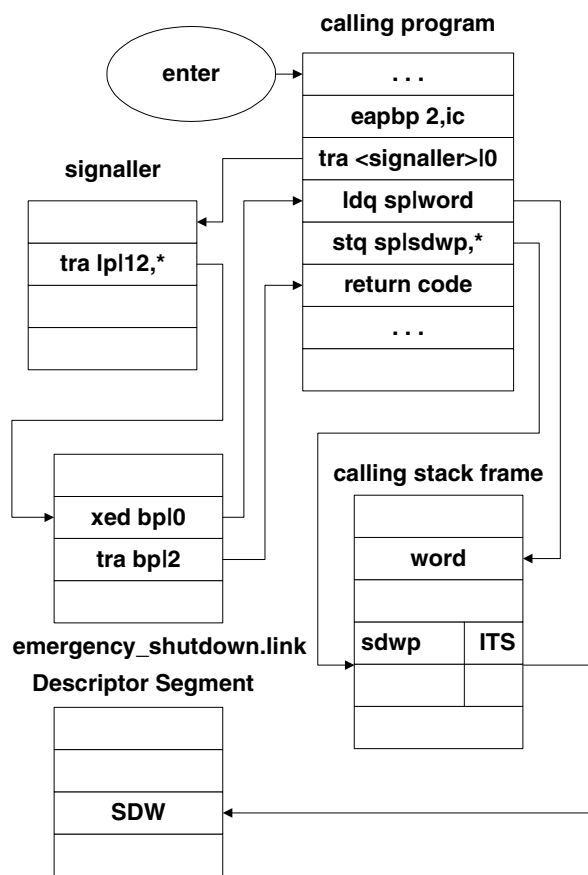 calling program
enter
. . .
eapbp 2,ic
tra <signaller>|0
ldq sp|word
stq sp|sdwp,*
return code
. . .
signaller
tra lp|12,*
xed bp|0
tra bp|2
emergency_shutdown.link
calling stack frame
word
sdwp ITS
Descriptor Segment
SDW